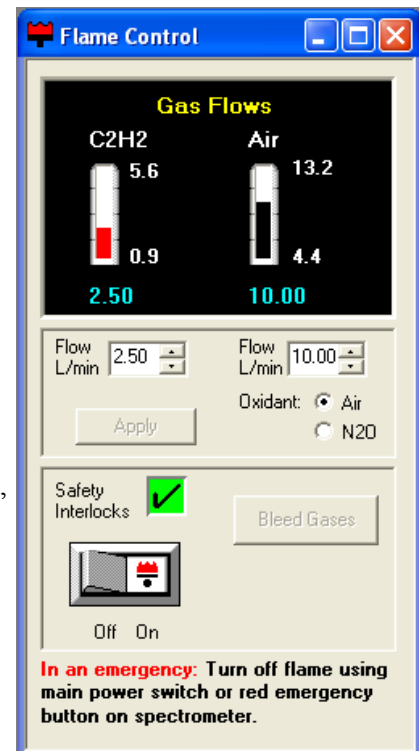 Flame Control
Gas Flows
C2H2 Air
5.6 13.2
0.9 4.4
2.50 10.00
Flow L/min 2.50 Flow L/min 10.00
Oxidant: Air
Apply N2O
,
Safety Interlocks
Bleed Gases
Off On
In an emergency: Turn off flame using
main power switch or red emergency
button on spectrometer.